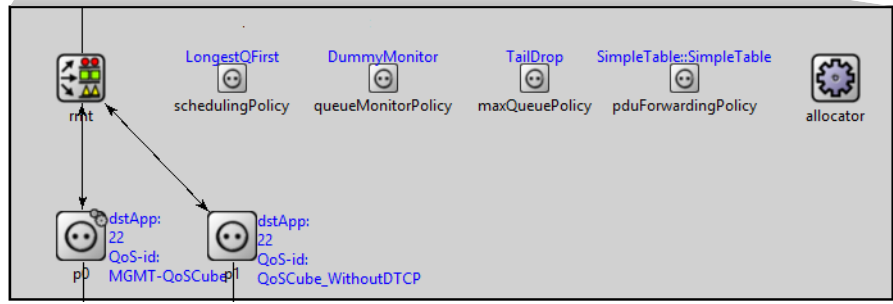 LongestQFirst DummyMonitor TailDrop SimpleTable::SimpleTable
rmt schedulingPolicy queueMonitorPolicy maxQueuePolicy pduForwardingPolicy allocator
dstApp: dstApp:
22 22
QoS-id: QoS-id:
p0 MGMT-QoSCube p1 QoSCube_WithoutDTCP